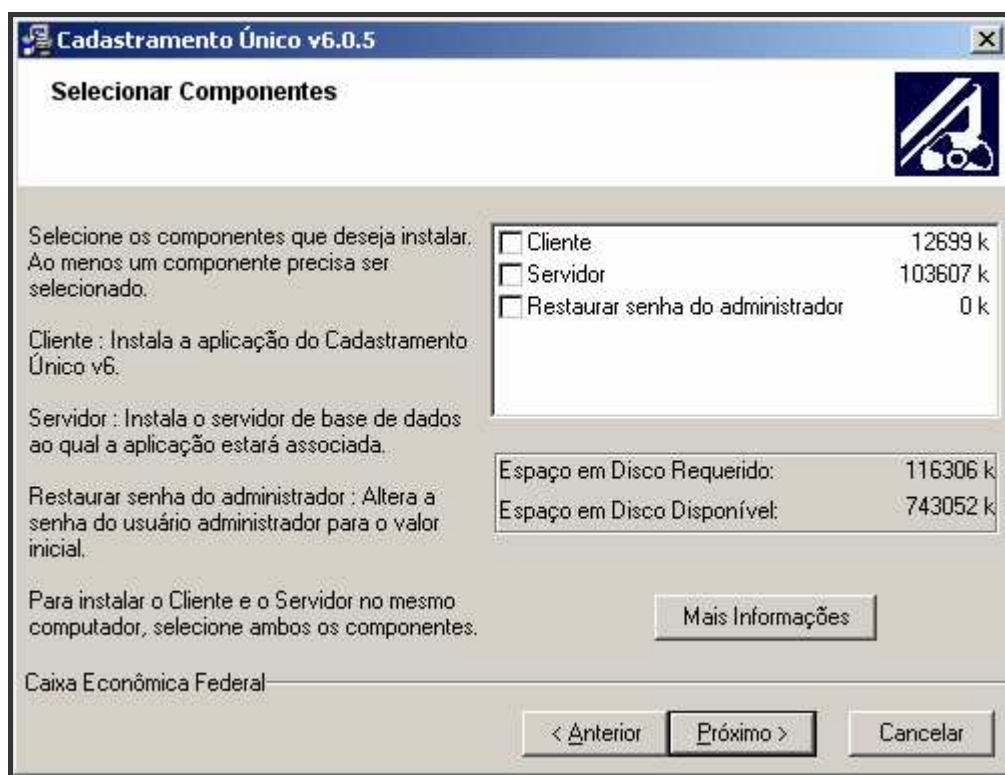 Cadastramento Único v6.0.5
Selecionar Componentes
Selecione os componentes que deseja instalar.
Ao menos um componente precisa ser
selecionado.
Cliente : Instala a aplicação do Cadastramento
Único v6.
Servidor : Instala o servidor de base de dados
ao qual a aplicação estará associada.
Restaurar senha do administrador : Altera a
senha do usuário administrador para o valor
inicial.
Para instalar o Cliente e o Servidor no mesmo
computador, selecione ambos os componentes.
Cliente 12699 k
Servidor 103607 k
Restaurar senha do administrador 0 k
Espaço em Disco Requerido: 116306 k
Espaço em Disco Disponível: 743052 k
Mais Informações
Caixa Econômica Federal
< Anterior Próximo > Cancelar